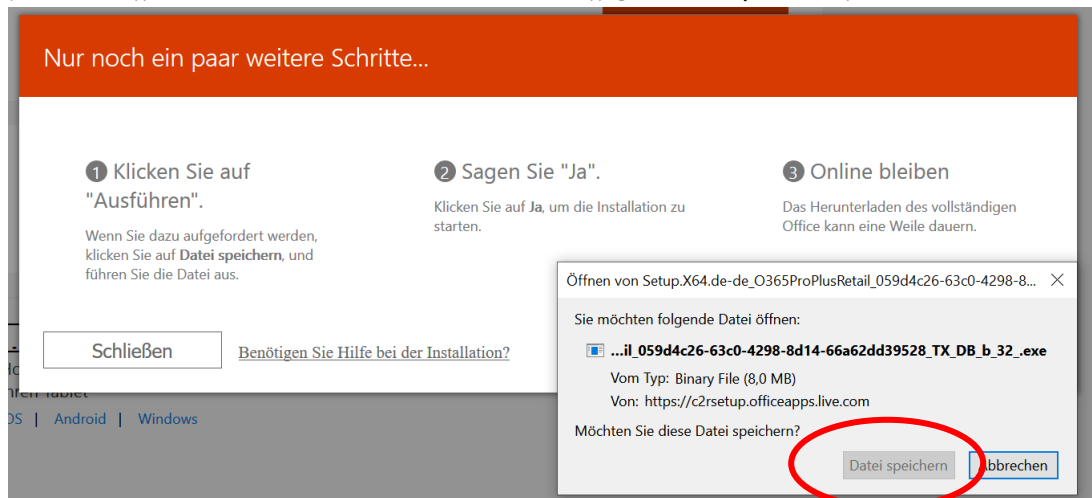 Nur noch ein paar weitere Schritte...
❶ Klicken Sie auf
"Ausführen".
Wenn Sie dazu aufgefordert werden,
klicken Sie auf Datei speichern, und
führen Sie die Datei aus.
❷ Sagen Sie "Ja".
Klicken Sie auf Ja, um die Installation zu
starten.
❸ Online bleiben
Das Herunterladen des vollständigen
Office kann eine Weile dauern.
Schließen
Benötigen Sie Hilfe bei der Installation?
Öffnen von Setup.X64.de-de_O365ProPlusRetail_059d4c26-63c0-4298-8...
Sie möchten folgende Datei öffnen:
...il_059d4c26-63c0-4298-8d14-66a62dd39528_TX_DB_b_32_.exe
Vom Typ: Binary File (8,0 MB)
Von: https://c2rsetup.officeapps.live.com
Möchten Sie diese Datei speichern?
Datei speichern
Abbrechen
Tablet
OS | Android | Windows